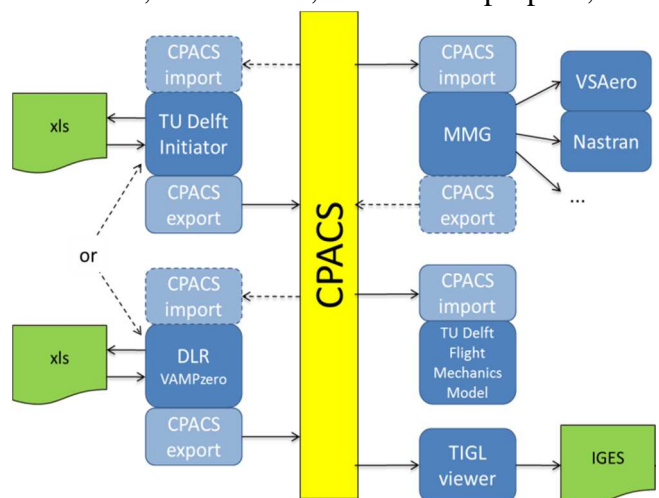 CPACS
import
xls
TU Delft
Initiator
CPACS
export
or
CPACS
import
xls
DLR
VAMPzero
CPACS
export
CPACS
CPACS
import
MMG
CPACS
export
VSAero
Nastran
...
CPACS
import
TU Delft
Flight
Mechanics
Model
TIGL
viewer
IGES